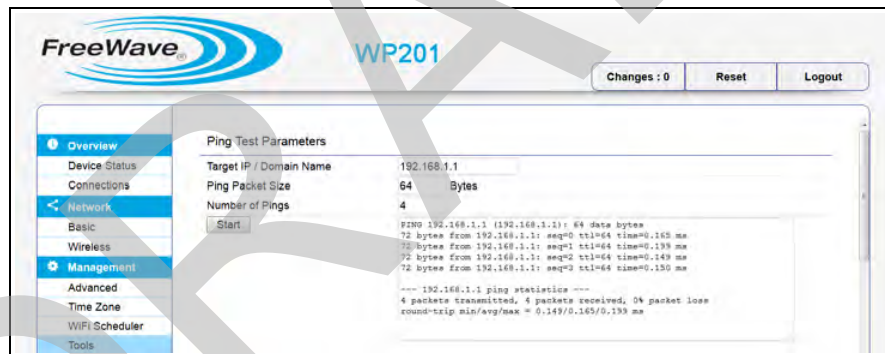 FreeWave®
WP201
Changes : 0 Reset Logout
Overview
Device Status
Connections
Network
Basic
Wireless
Management
Advanced
Time Zone
WiFi Scheduler
Tools
Ping Test Parameters
Target IP / Domain Name 192.168.1.1
Ping Packet Size 64 Bytes
Number of Pings 4
Start
PING 192.168.1.1 (192.168.1.1): 64 data bytes
72 bytes from 192.168.1.1: seq=0 ttl=64 time=0.165 ms
72 bytes from 192.168.1.1: seq=1 ttl=64 time=0.199 ms
72 bytes from 192.168.1.1: seq=2 ttl=64 time=0.149 ms
72 bytes from 192.168.1.1: seq=3 ttl=64 time=0.150 ms
--- 192.168.1.1 ping statistics ---
4 packets transmitted, 4 packets received, 0% packet loss
round-trip min/avg/max = 0.149/0.165/0.199 ms